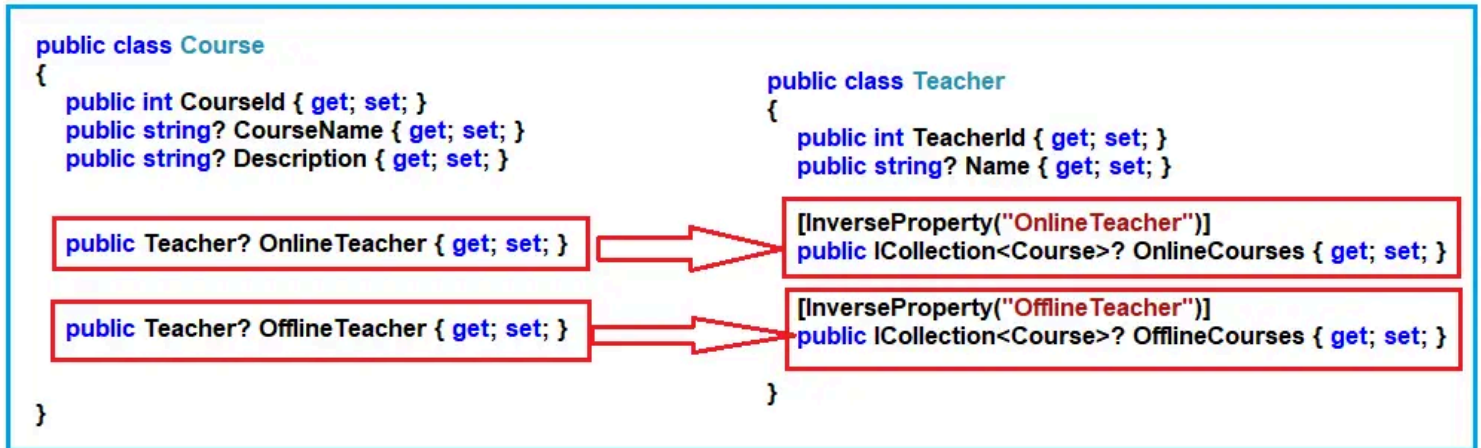 public class Course
{
public int CourseId { get; set; }
public string? CourseName { get; set; }
public string? Description { get; set; }
public Teacher? OnlineTeacher { get; set; }
public Teacher? OfflineTeacher { get; set; }
}
public class Teacher
{
public int TeacherId { get; set; }
public string? Name { get; set; }
[InverseProperty("OnlineTeacher")]
public ICollection<Course>? OnlineCourses { get; set; }
[InverseProperty("OfflineTeacher")]
public ICollection<Course>? OfflineCourses { get; set; }
}